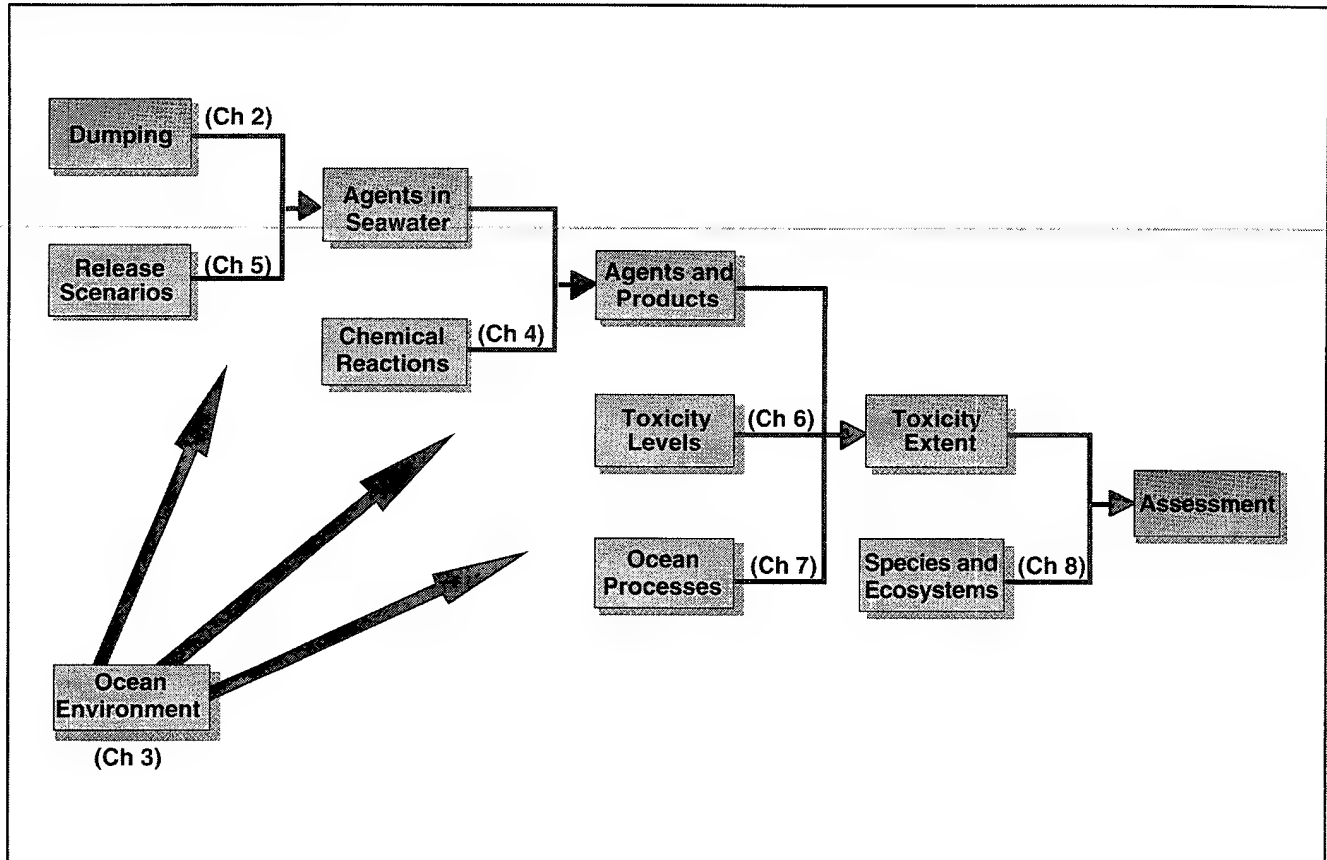 Dumping
(Ch 2)
Release
Scenarios
(Ch 5)
Agents in
Seawater
Chemical
Reactions
(Ch 4)
Agents and
Products
Toxicity
Levels
(Ch 6)
Ocean
Processes
(Ch 7)
Toxicity
Extent
Species and
Ecosystems
(Ch 8)
Assessment
Ocean
Environment
(Ch 3)